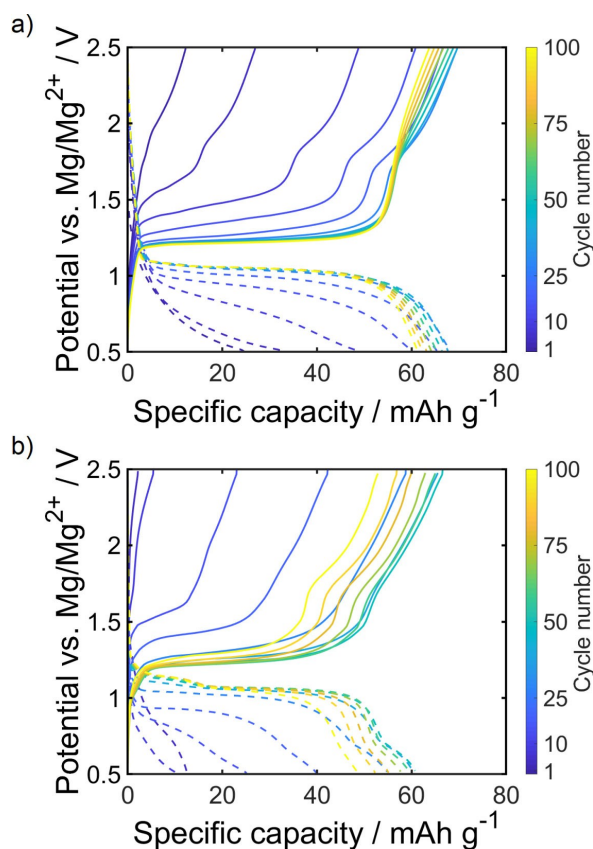 a)
2.5
2
1.5
1
0.5
Potential vs. Mg/Mg²⁺ / V
0 20 40 60 80
Specific capacity / mAh g⁻¹
100
75
50
25
10
1
Cycle number
b)
2.5
2
1.5
1
0.5
Potential vs. Mg/Mg²⁺ / V
0 20 40 60 80
Specific capacity / mAh g⁻¹
100
75
50
25
10
1
Cycle number